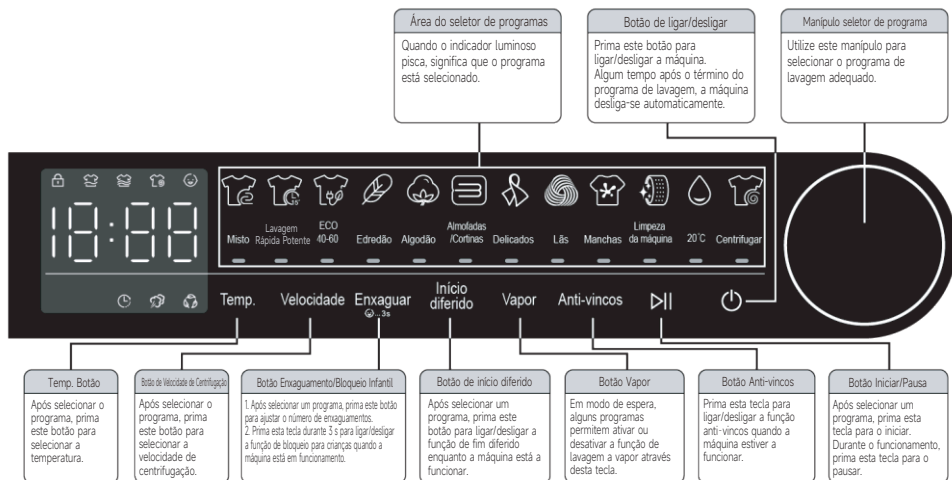 Área do seletor de programas
Quando o indicador luminoso
pisca, significa que o programa
está selecionado.
Botão de ligar/desligar
Prima este botão para
ligar/desligar a máquina.
Algum tempo após o término do
programa de lavagem, a máquina
desliga-se automaticamente.
Manípulo seletor de programa
Utilize este manípulo para
selecionar o programa de
lavagem adequado.
18:88
Misto
Lavagem
Rápida Potente
ECO
40-60
Edredão
Algodão
Almofadas
/Cortinas
Delicados
Lãs
Manchas
Limpeza
da máquina
20℃
Centrifugar
Temp.
Velocidade
Enxaguar
...3s
Início
diferido
Vapor
Anti-vincos
Temp. Botão
Após selecionar o
programa, prima
este botão para
selecionar a
temperatura.
Botão de Velocidade de Centrifugação
Após selecionar o
programa, prima
este botão para
selecionar a
velocidade de
centrifugação.
Botão Enxaguamento/Bloqueio Infantil
1. Após selecionar um programa, prima este botão
para ajustar o número de enxaguamentos.
2. Prima esta tecla durante 3 s para ligar/desligar
a função de bloqueio para crianças quando a
máquina está em funcionamento.
Botão de início diferido
Após selecionar um
programa, prima este
botão para ligar/desligar a
função de fim diferido
enquanto a máquina está a
funcionar.
Botão Vapor
Em modo de espera,
alguns programas
permitem ativar ou
desativar a função de
lavagem a vapor através
desta tecla.
Botão Anti-vincos
Prima esta tecla para
ligar/desligar a função
anti-vincos quando a
máquina estiver a
funcionar.
Botão Iniciar/Pausa
Após selecionar um
programa, prima esta
tecla para o iniciar.
Durante o funcionamento,
prima esta tecla para o
pausar.